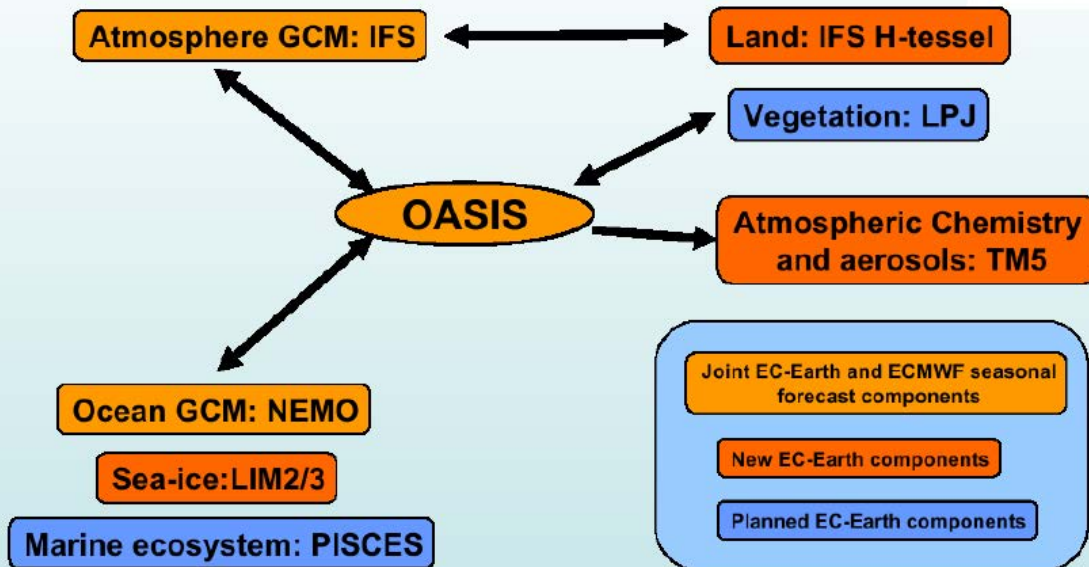 Atmosphere GCM: IFS
Land: IFS H-tessel
Vegetation: LPJ
OASIS
Atmospheric Chemistry
and aerosols: TM5
Joint EC-Earth and ECMWF seasonal
forecast components
Ocean GCM: NEMO
New EC-Earth components
Sea-ice:LIM2/3
Planned EC-Earth components
Marine ecosystem: PISCES